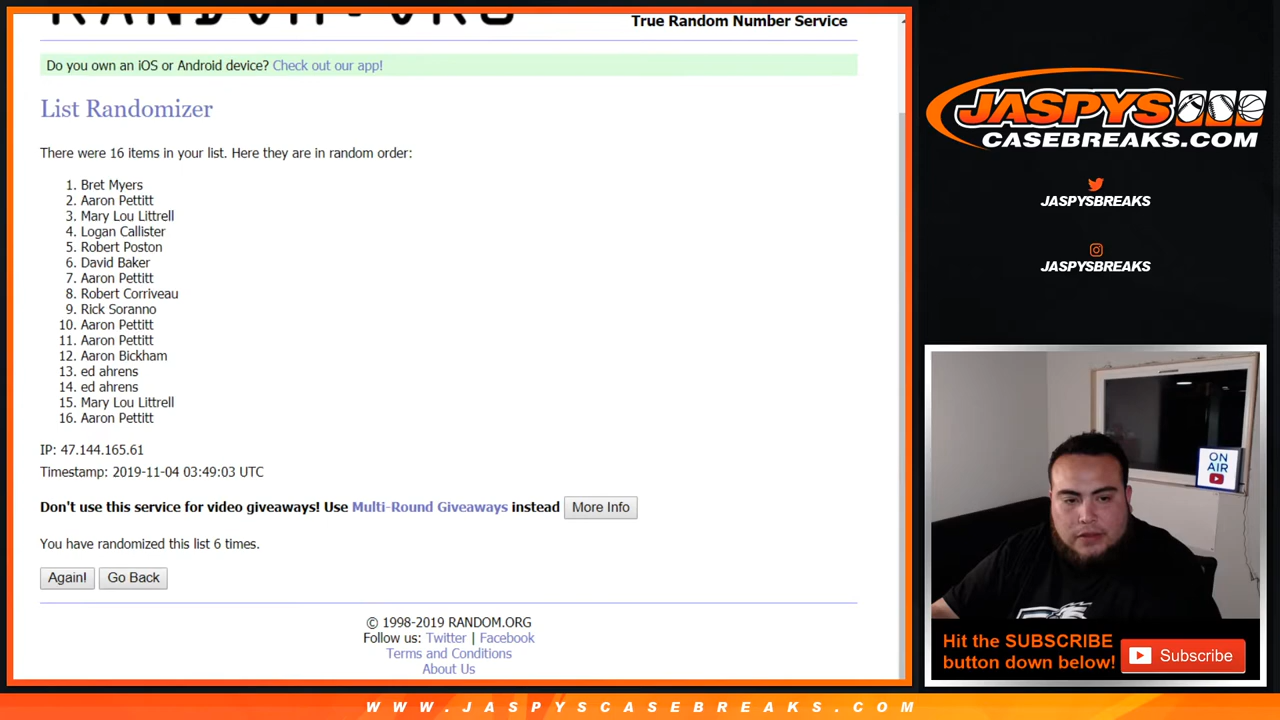 RANDOM.ORG
True Random Number Service
Do you own an iOS or Android device? Check out our app!
List Randomizer
There were 16 items in your list. Here they are in random order:
1. Bret Myers
2. Aaron Pettitt
3. Mary Lou Littrell
4. Logan Callister
5. Robert Poston
6. David Baker
7. Aaron Pettitt
8. Robert Corriveau
9. Rick Soranno
10. Aaron Pettitt
11. Aaron Pettitt
12. Aaron Bickham
13. ed ahrens
14. ed ahrens
15. Mary Lou Littrell
16. Aaron Pettitt
IP: 47.144.165.61
Timestamp: 2019-11-04 03:49:03 UTC
Don't use this service for video giveaways! Use Multi-Round Giveaways instead More Info
You have randomized this list 6 times.
Again! Go Back
© 1998-2019 RANDOM.ORG
Follow us: Twitter | Facebook
Terms and Conditions
About Us
JASPYS
CASEBREAKS.COM
JASPYSBREAKS
JASPYSBREAKS
ON
AIR
Hit the SUBSCRIBE
button down below!
Subscribe
WWW.JASPYSCASEBREAKS.COM